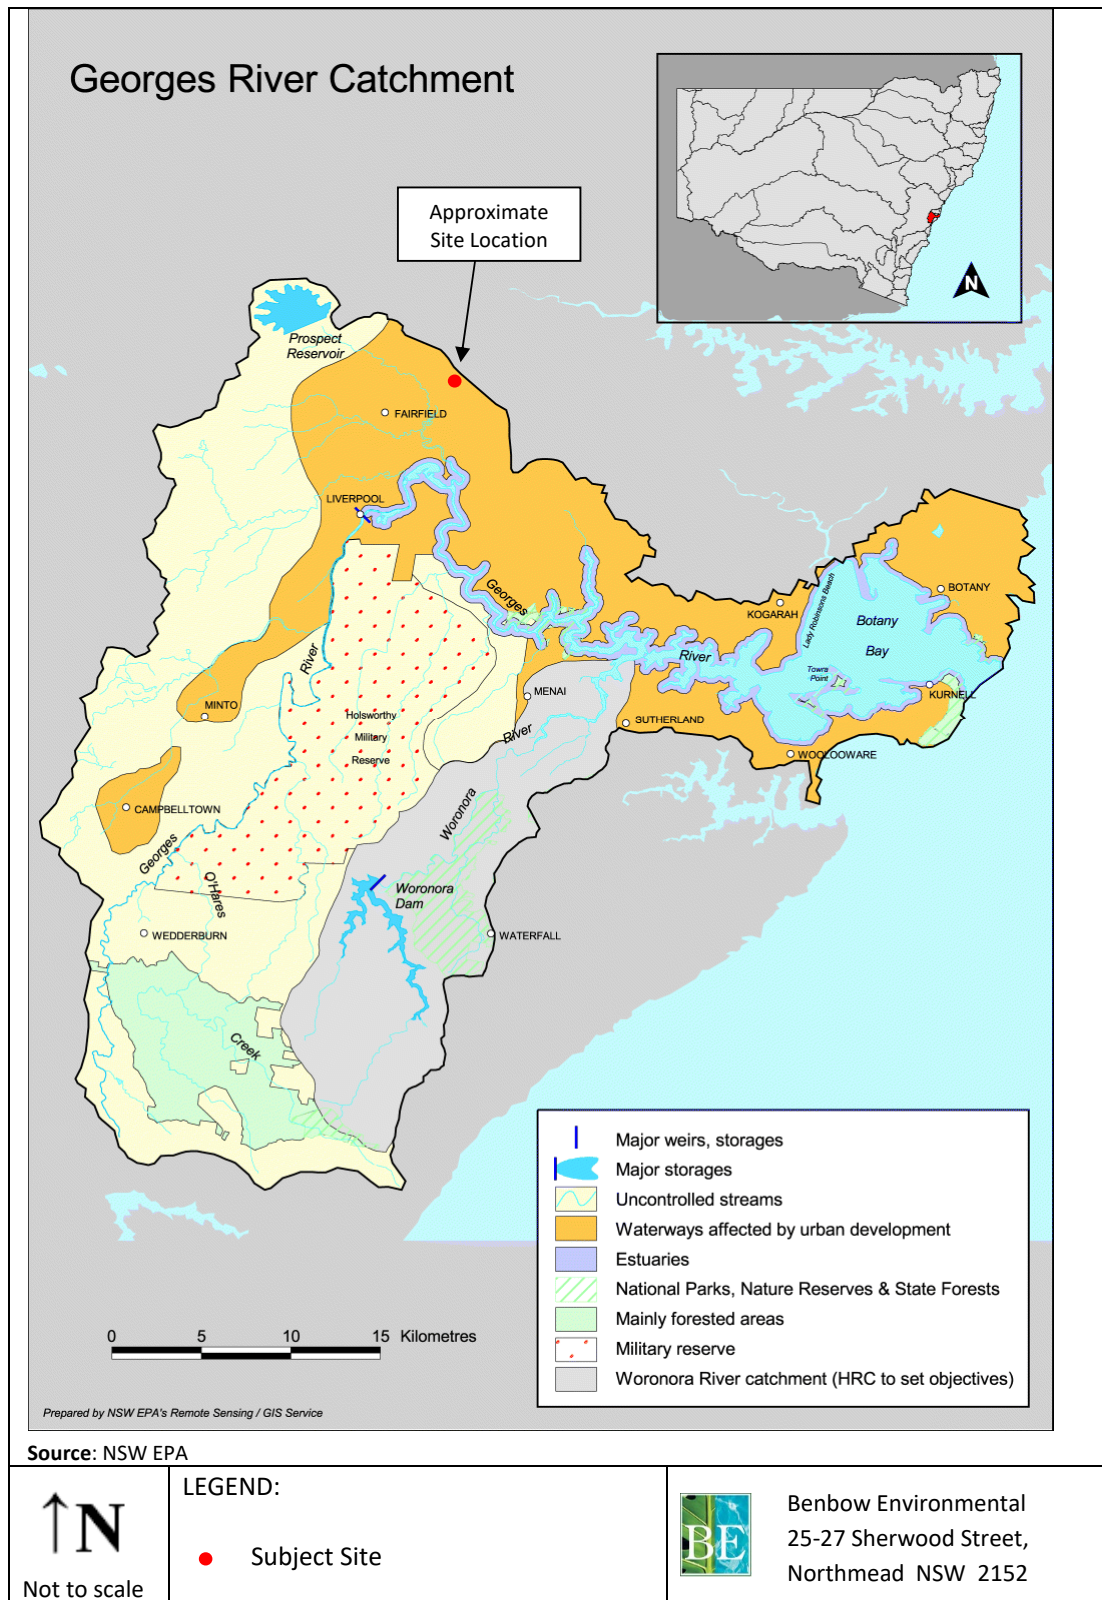 Georges River Catchment
N
Approximate
Site Location
Prospect
Reservoir
FAIRFIELD
LIVERPOOL
Georges
River
KOGARAH
Lady Robinsons Beach
BOTANY
Botany
Bay
Towra
Point
KURNELL
River
MENAI
SUTHERLAND
WOOLOOWARE
MINTO
Holsworthy
Military
Reserve
River
CAMPBELLTOWN
Georges
O'Hares
Woronora
Woronora
Dam
WEDDERBURN
WATERFALL
Creek
Major weirs, storages
Major storages
Uncontrolled streams
Waterways affected by urban development
Estuaries
National Parks, Nature Reserves & State Forests
Mainly forested areas
Military reserve
Woronora River catchment (HRC to set objectives)
0 5 10 15 Kilometres
Prepared by NSW EPA's Remote Sensing / GIS Service
Source: NSW EPA
↑N
Not to scale
LEGEND:
Subject Site
BE
Benbow Environmental
25-27 Sherwood Street,
Northmead NSW 2152